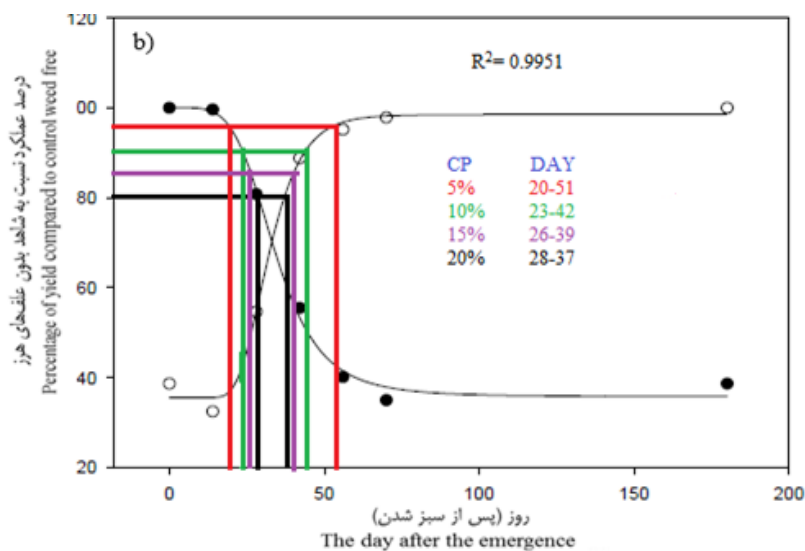 b)
R²= 0.9951
درصد عملکرد نسبت به شاهد بدون علف‌های هرز
Percentage of yield compared to control weed free
120
00
80
60
40
20
CP DAY
5% 20-51
10% 23-42
15% 26-39
20% 28-37
0 50 100 150 200
روز (پس از سبز شدن)
The day after the emergence